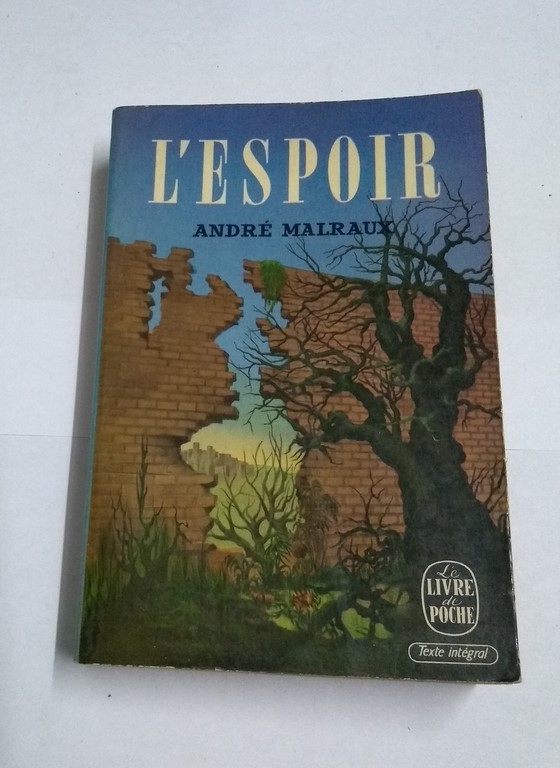 L'ESPOIR
ANDRÉ MALRAUX
Le
LIVRE
de
POCHE
Texte intégral